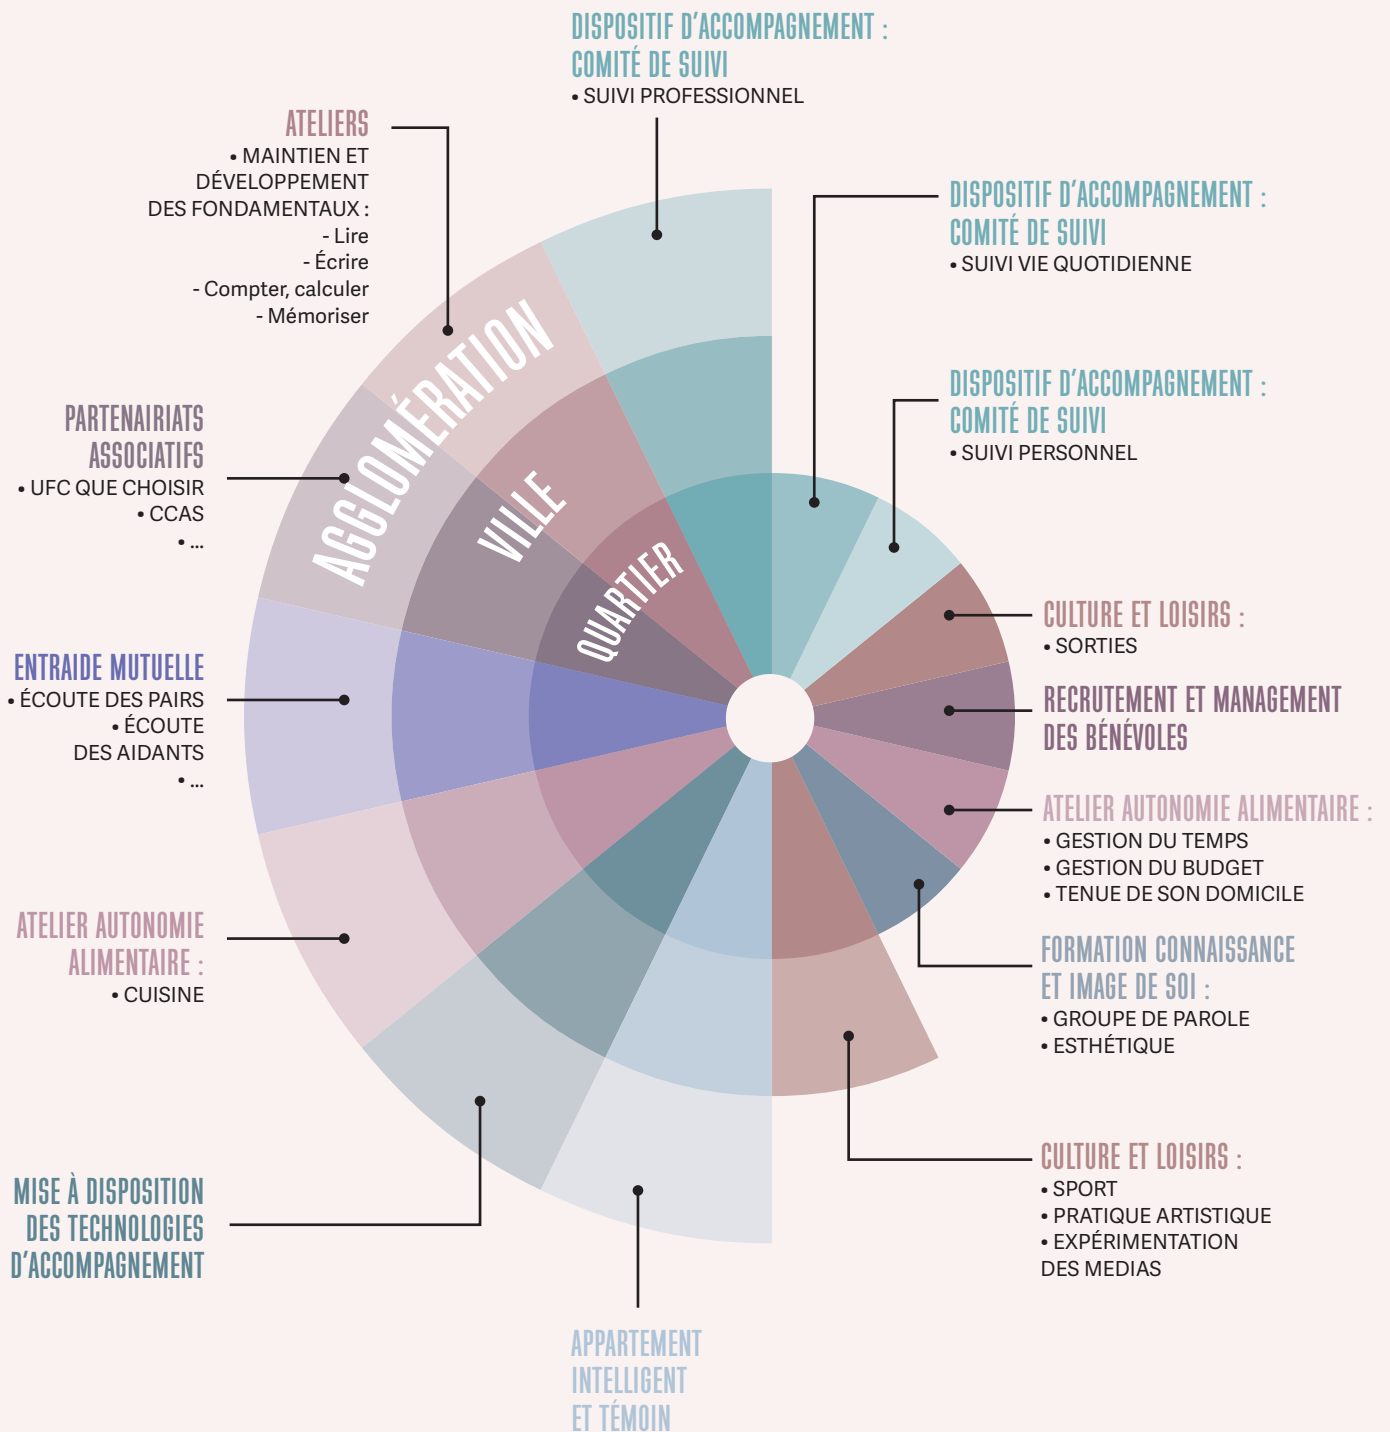 DISPOSITIF D'ACCOMPAGNEMENT :
COMITÉ DE SUIVI
• SUIVI PROFESSIONNEL
ATELIERS
• MAINTIEN ET
DÉVELOPPEMENT
DES FONDAMENTAUX :
- Lire
- Écrire
- Compter, calculer
- Mémoriser
DISPOSITIF D'ACCOMPAGNEMENT :
COMITÉ DE SUIVI
• SUIVI VIE QUOTIDIENNE
DISPOSITIF D'ACCOMPAGNEMENT :
COMITÉ DE SUIVI
• SUIVI PERSONNEL
PARTENAIRIATS
ASSOCIATIFS
• UFC QUE CHOISIR
• CCAS
• ...
AGGLOMÉRATION
VILLE
QUARTIER
CULTURE ET LOISIRS :
• SORTIES
ENTRAIDE MUTUELLE
• ÉCOUTE DES PAIRS
• ÉCOUTE
DES AIDANTS
• ...
RECRUTEMENT ET MANAGEMENT
DES BÉNÉVOLES
ATELIER AUTONOMIE ALIMENTAIRE :
• GESTION DU TEMPS
• GESTION DU BUDGET
• TENUE DE SON DOMICILE
ATELIER AUTONOMIE
ALIMENTAIRE :
• CUISINE
FORMATION CONNAISSANCE
ET IMAGE DE SOI :
• GROUPE DE PAROLE
• ESTHÉTIQUE
CULTURE ET LOISIRS :
• SPORT
• PRATIQUE ARTISTIQUE
• EXPÉRIMENTATION
DES MEDIAS
MISE À DISPOSITION
DES TECHNOLOGIES
D'ACCOMPAGNEMENT
APPARTEMENT
INTELLIGENT
ET TÉMOIN